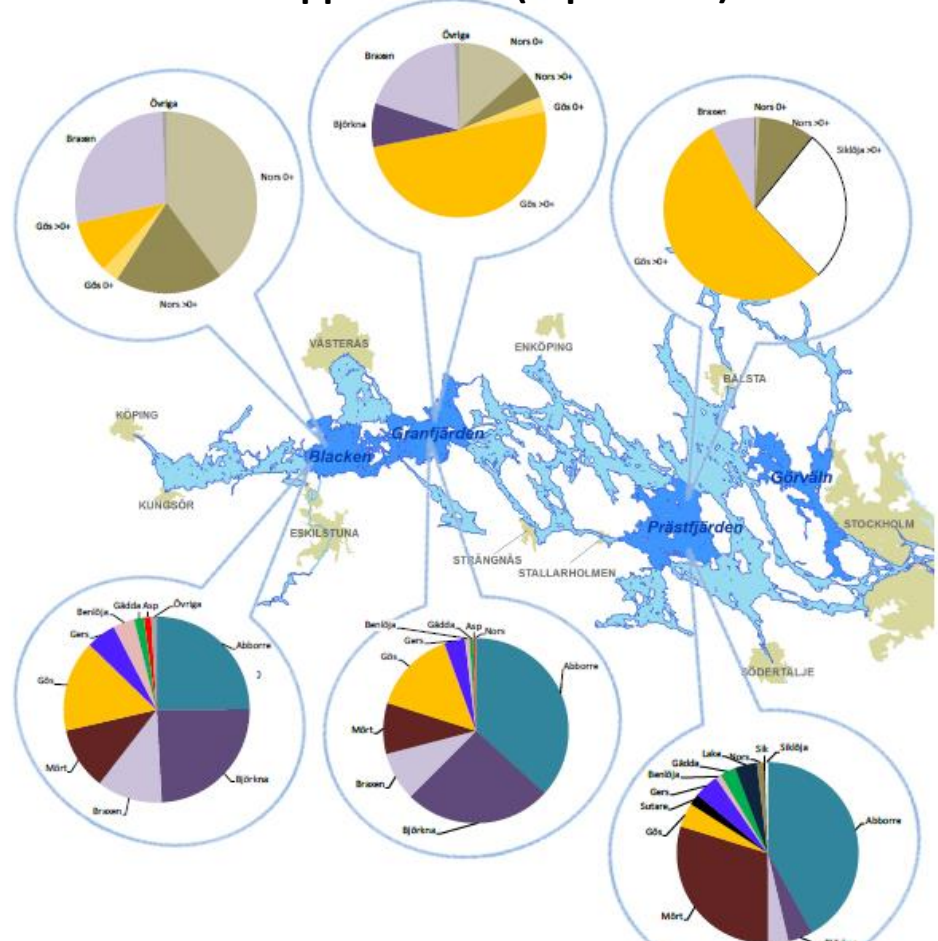 Övriga
Braxen
Nors 0+
Nors >0+
Gös 0+
Björkna
Gös >0+
Övriga
Braxen
Nors 0+
Gös >0+
Gös 0+
Nors >0+
Braxen
Nors 0+
Nors >0+
Siklöja >0+
Gös >0+
VÄSTERÅS
ENKÖPING
BÅLSTA
KÖPING
Granfjärden
Blacken
Görväln
KUNGSÖR
ESKILSTUNA
Prästfjärden
STOCKHOLM
STRÄNGNÄS
STALLARHOLMEN
SÖDERTÄLJE
Benlöja
Gädda
Asp
Övriga
Gers
Abborre
Gös
Mört
Björkna
Braxen
Benlöja
Gädda
Asp
Nors
Gers
Gös
Abborre
Mört
Braxen
Björkna
Lake
Nors
Sik
Siklöja
Gädda
Benlöja
Gers
Sutare
Gös
Abborre
Mört